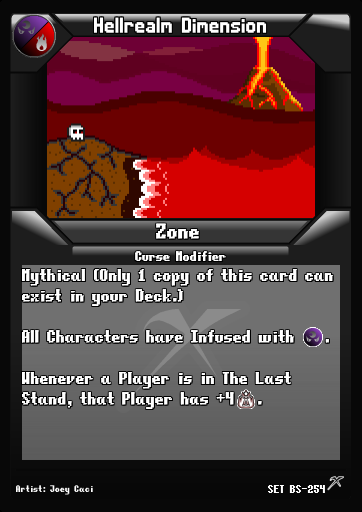 Hellrealm Dimension
Zone
Curse Modifier
Mythical (Only 1 copy of this card can
exist in your Deck.)
All Characters have Infused with .
Whenever a Player is in The Last
Stand, that Player has +4 .
Artist: Joey Caci
SET BS-254